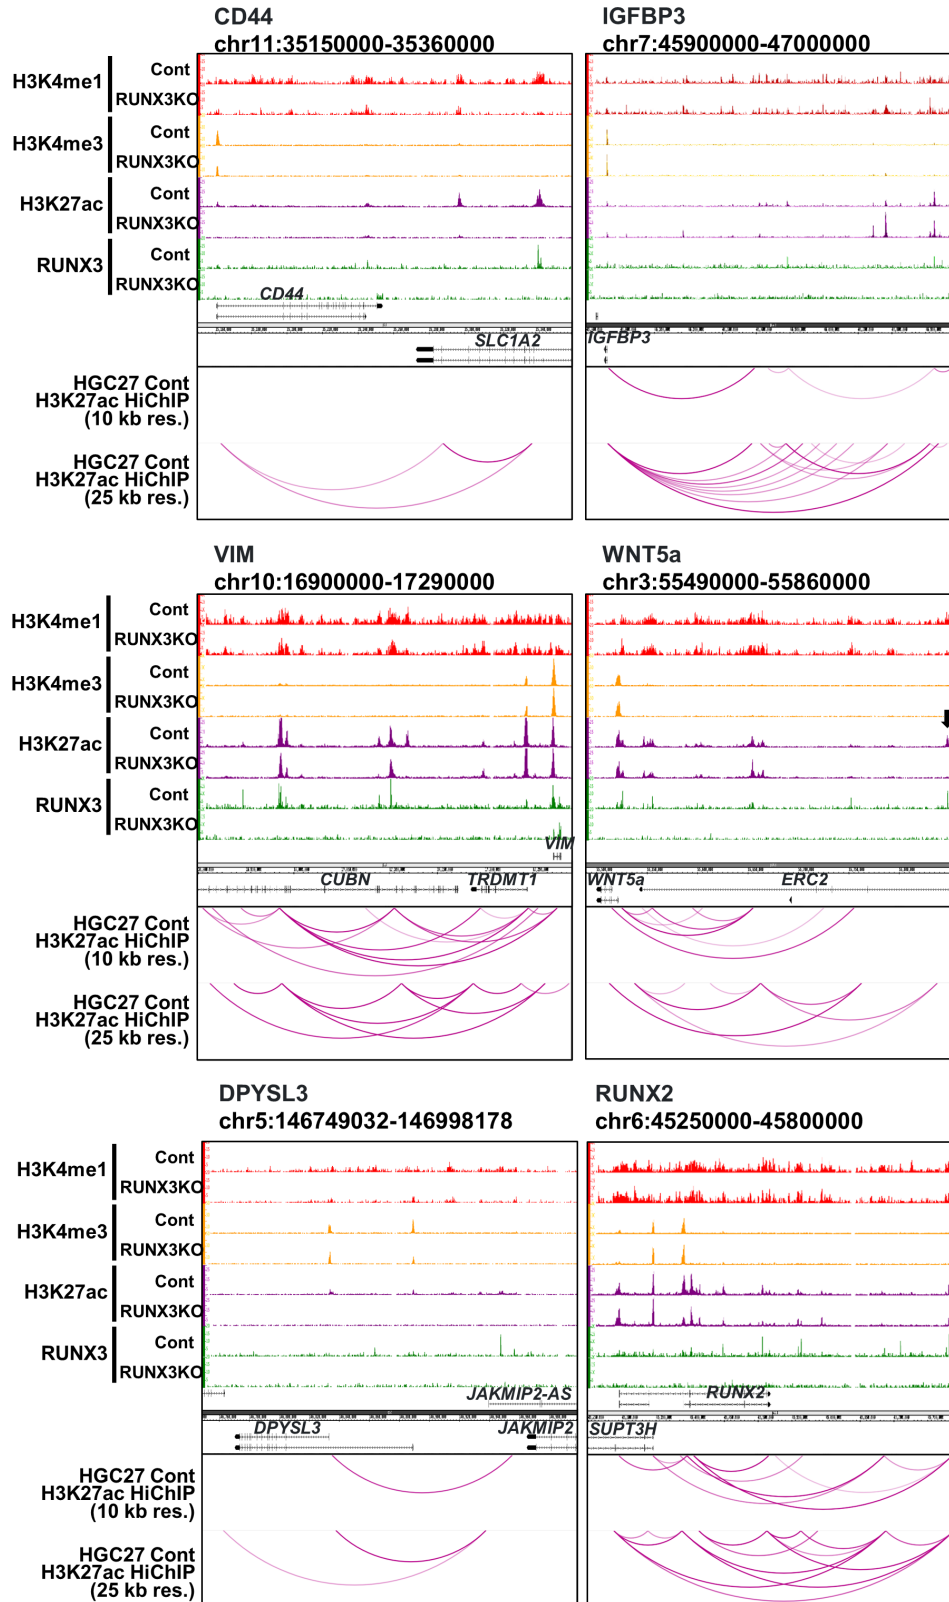 CD44
chr11:35150000-35360000
IGFBP3
chr7:45900000-47000000
H3K4me1
Cont
RUNX3KO
H3K4me3
Cont
RUNX3KO
H3K27ac
Cont
RUNX3KO
RUNX3
Cont
RUNX3KO
CD44
SLC1A2
IGFBP3
HGC27 Cont
H3K27ac HiChIP
(10 kb res.)
HGC27 Cont
H3K27ac HiChIP
(25 kb res.)
VIM
chr10:16900000-17290000
WNT5a
chr3:55490000-55860000
H3K4me1
Cont
RUNX3KO
H3K4me3
Cont
RUNX3KO
H3K27ac
Cont
RUNX3KO
RUNX3
Cont
RUNX3KO
VIM
CUBN
TRDMT1
WNT5a
ERC2
HGC27 Cont
H3K27ac HiChIP
(10 kb res.)
HGC27 Cont
H3K27ac HiChIP
(25 kb res.)
DPYSL3
chr5:146749032-146998178
RUNX2
chr6:45250000-45800000
H3K4me1
Cont
RUNX3KO
H3K4me3
Cont
RUNX3KO
H3K27ac
Cont
RUNX3KO
RUNX3
Cont
RUNX3KO
JAKMIP2-AS
RUNX2
DPYSL3
JAKMIP2
SUPT3H
HGC27 Cont
H3K27ac HiChIP
(10 kb res.)
HGC27 Cont
H3K27ac HiChIP
(25 kb res.)